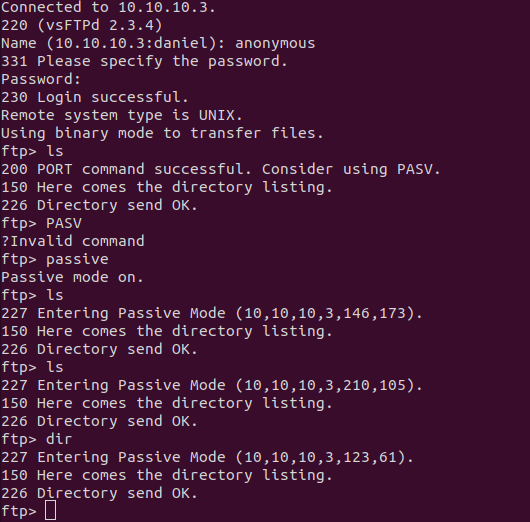 Connected to 10.10.10.3.
220 (vsFTPd 2.3.4)
Name (10.10.10.3:daniel): anonymous
331 Please specify the password.
Password:
230 Login successful.
Remote system type is UNIX.
Using binary mode to transfer files.
ftp> ls
200 PORT command successful. Consider using PASV.
150 Here comes the directory listing.
226 Directory send OK.
ftp> PASV
?Invalid command
ftp> passive
Passive mode on.
ftp> ls
227 Entering Passive Mode (10,10,10,3,146,173).
150 Here comes the directory listing.
226 Directory send OK.
ftp> ls
227 Entering Passive Mode (10,10,10,3,210,105).
150 Here comes the directory listing.
226 Directory send OK.
ftp> dir
227 Entering Passive Mode (10,10,10,3,123,61).
150 Here comes the directory listing.
226 Directory send OK.
ftp>